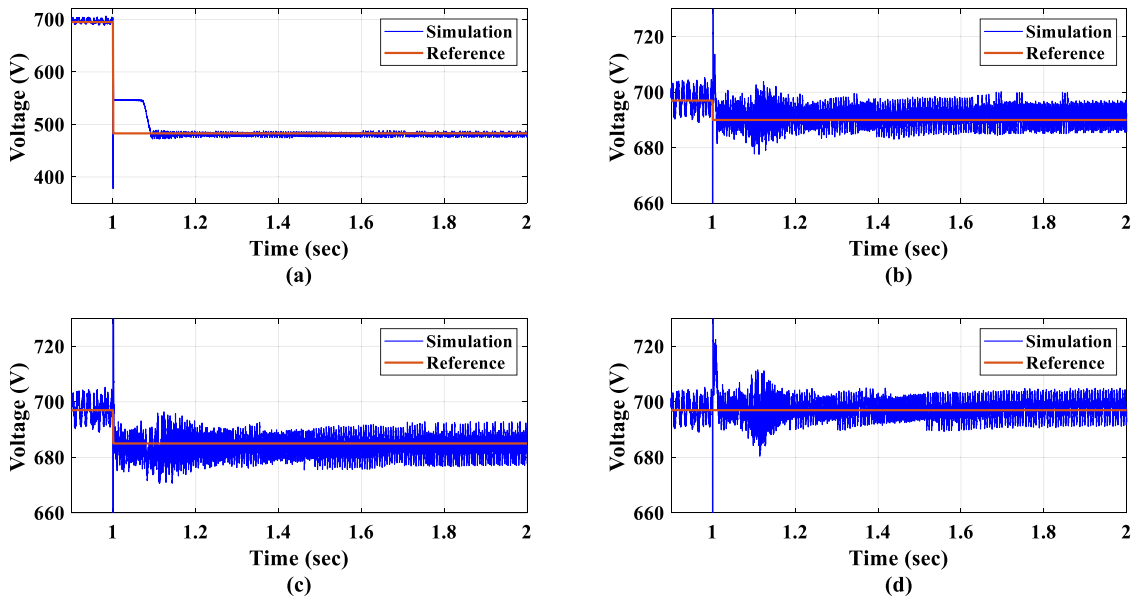 700
600
500
400
Voltage (V)
Simulation
Reference
1
1.2
1.4
1.6
1.8
2
Time (sec)
(a)
720
700
680
660
Voltage (V)
Simulation
Reference
1
1.2
1.4
1.6
1.8
2
Time (sec)
(b)
720
700
680
660
Voltage (V)
Simulation
Reference
1
1.2
1.4
1.6
1.8
2
Time (sec)
(c)
720
700
680
660
Voltage (V)
Simulation
Reference
1
1.2
1.4
1.6
1.8
2
Time (sec)
(d)